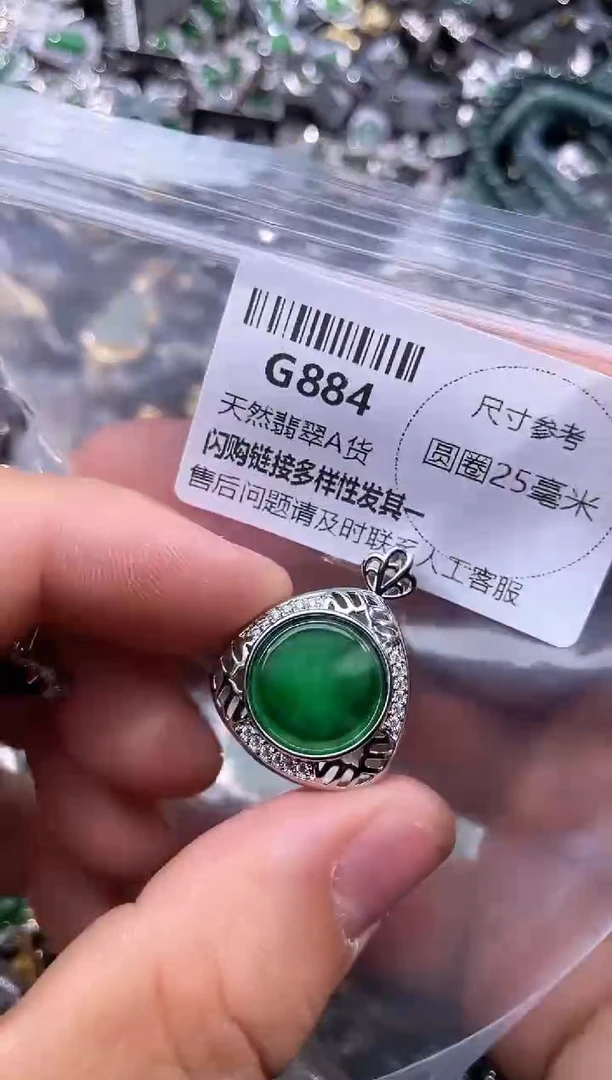 G884
天然翡翠A货
闪购链接多样性发其一
售后问题请及时联系人工客服
尺寸参考
圆圈25毫米